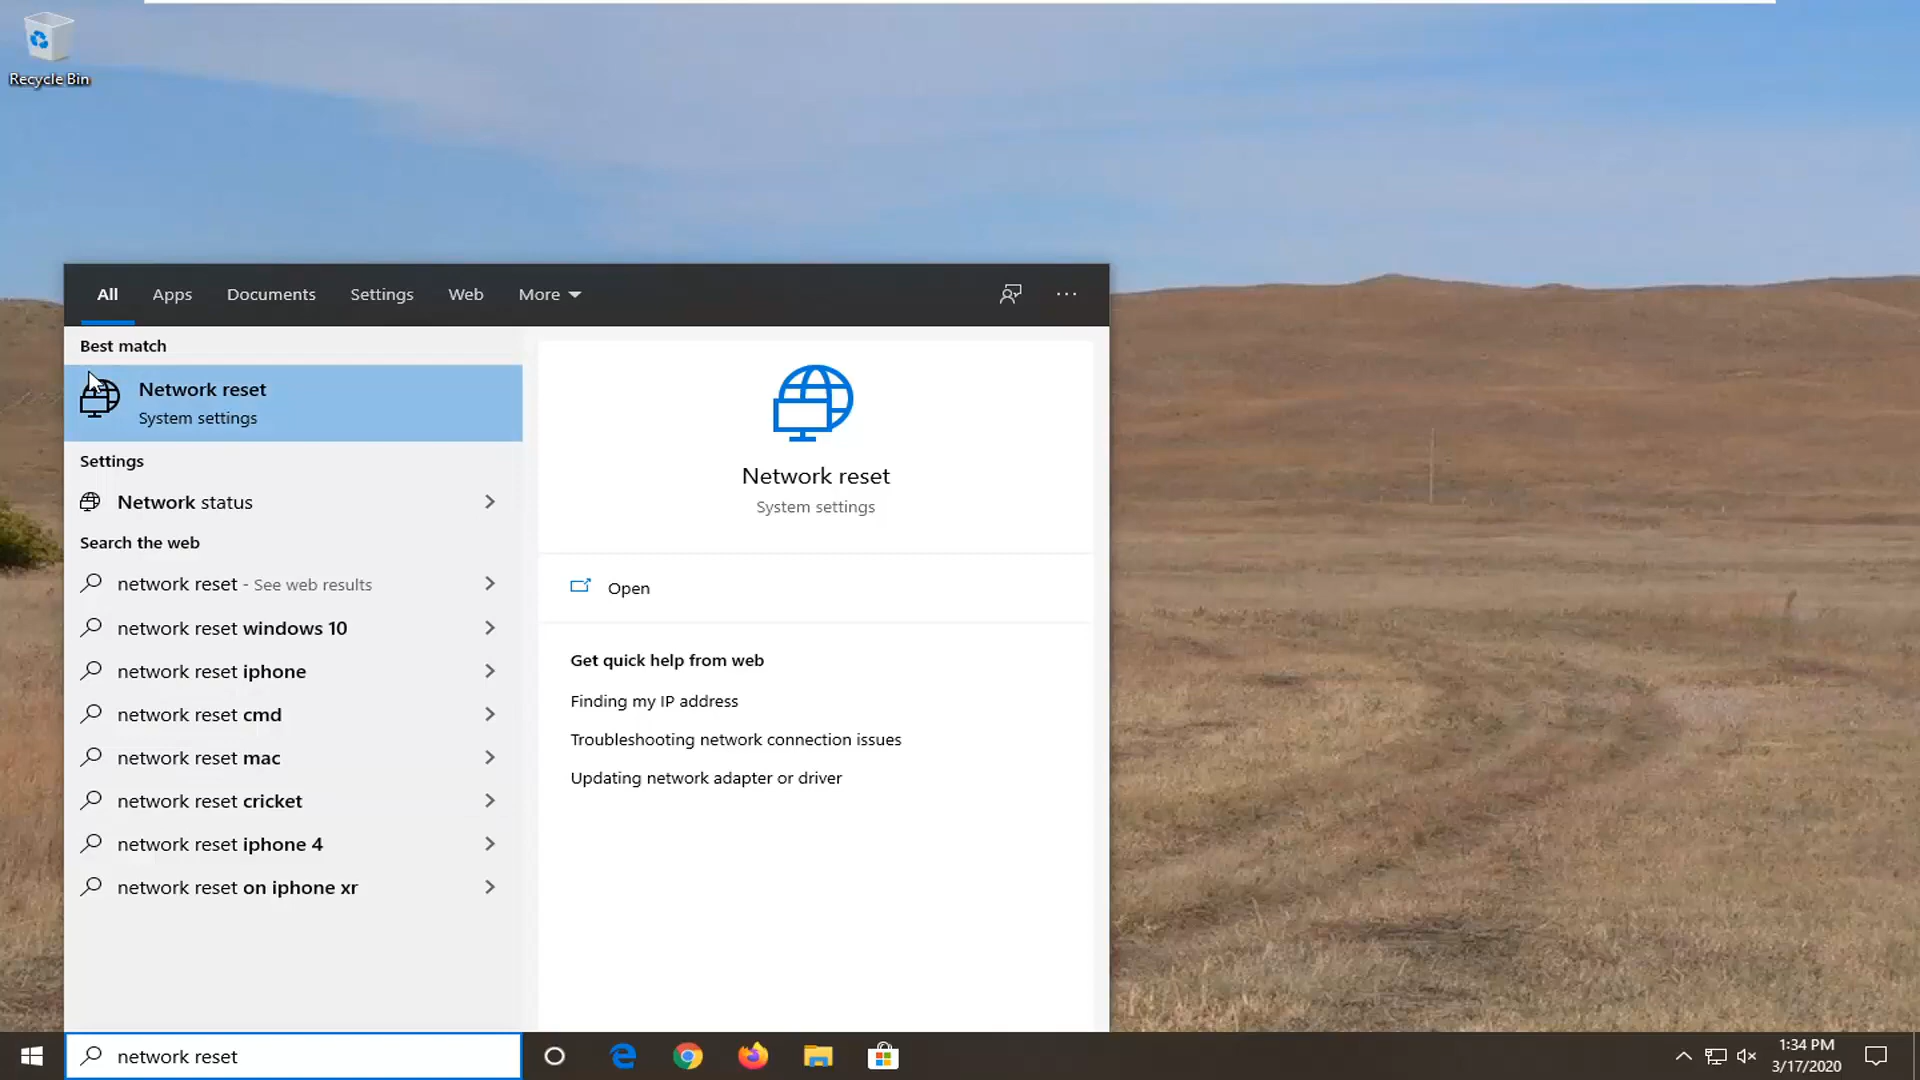 Recycle Bin
All Apps Documents Settings Web More
Best match
Network reset
System settings
Settings
Network status
Search the web
network reset - See web results
network reset windows 10
network reset iphone
network reset cmd
network reset mac
network reset cricket
network reset iphone 4
network reset on iphone xr
Network reset
System settings
Open
Get quick help from web
Finding my IP address
Troubleshooting network connection issues
Updating network adapter or driver
network reset
1:34 PM
3/17/2020